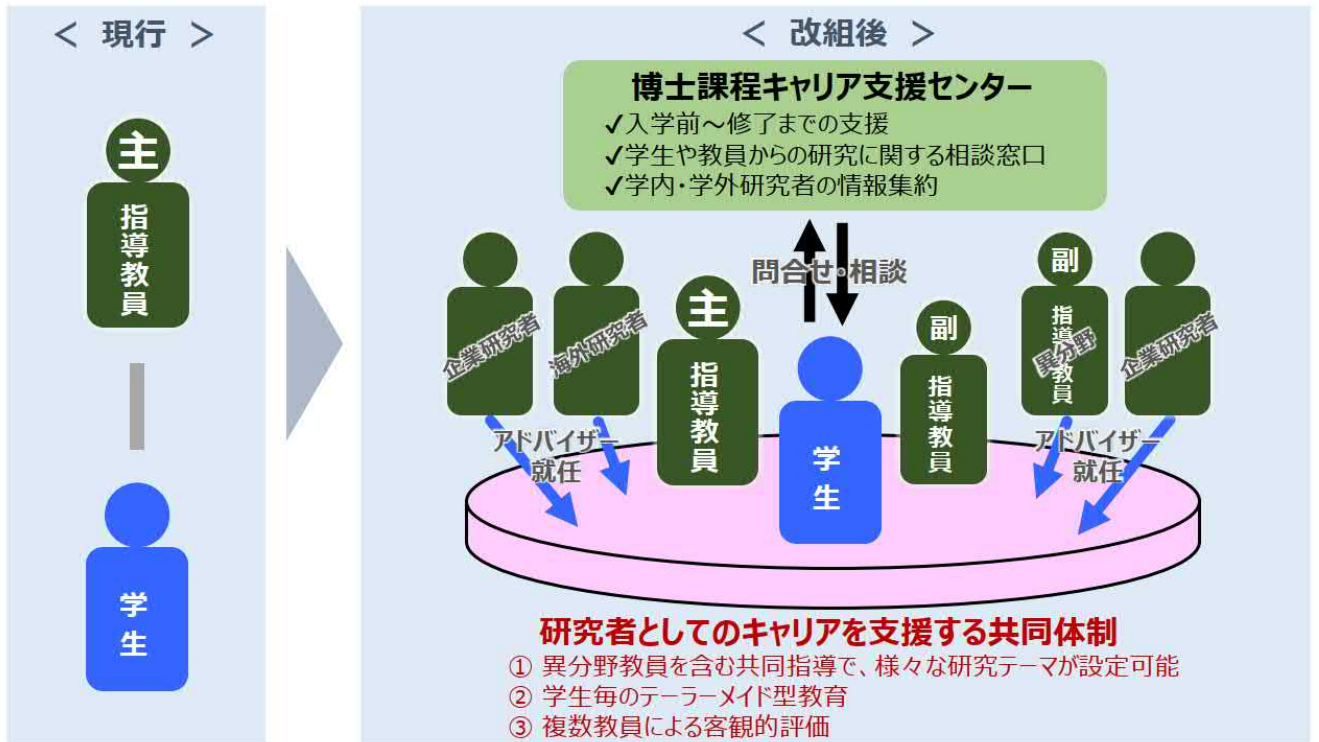 ＜ 現行 ＞
主
指導教員
学生
＜ 改組後 ＞
博士課程キャリア支援センター
✓入学前～修了までの支援
✓学生や教員からの研究に関する相談窓口
✓学内・学外研究者の情報集約
問合せ・相談
企業研究者
海外研究者
アドバイザー
就任
主
指導教員
学生
副
指導教員
副
指導教員
異分野
企業研究者
アドバイザー
就任
研究者としてのキャリアを支援する共同体制
① 異分野教員を含む共同指導で、様々な研究テーマが設定可能
② 学生毎のテーラーメイド型教育
③ 複数教員による客観的評価